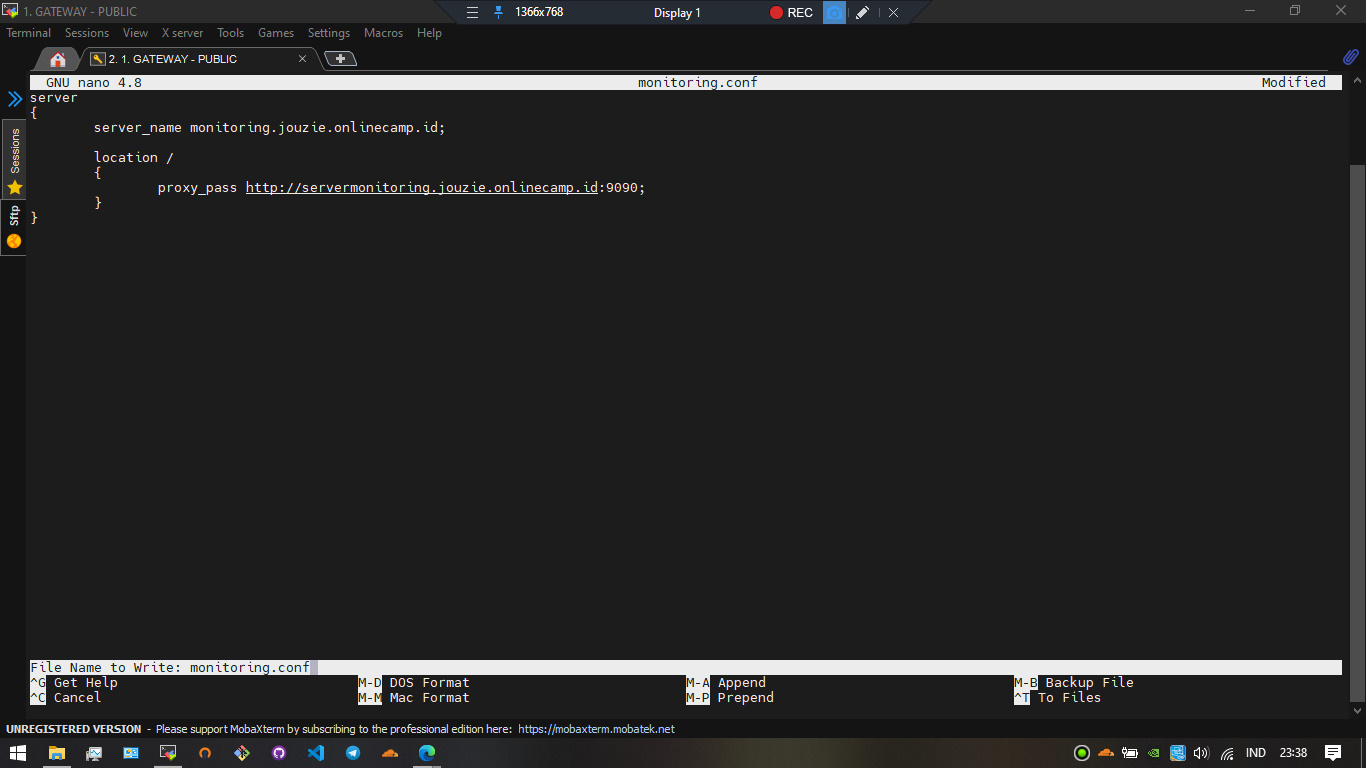 1. GATEWAY - PUBLIC
1366x768 Display 1 REC
Terminal Sessions View X server Tools Games Settings Macros Help
2. 1. GATEWAY - PUBLIC
GNU nano 4.8 monitoring.conf Modified
server
{
server_name monitoring.jouzie.onlinecamp.id;
location /
{
proxy_pass http://servermonitoring.jouzie.onlinecamp.id:9090;
}
}
Sessions
Sftp
File Name to Write: monitoring.conf
^G Get Help M-D DOS Format M-A Append M-B Backup File
^C Cancel M-M Mac Format M-P Prepend ^T To Files
UNREGISTERED VERSION - Please support MobaXterm by subscribing to the professional edition here: https://mobaxterm.mobatek.net
IND 23:38